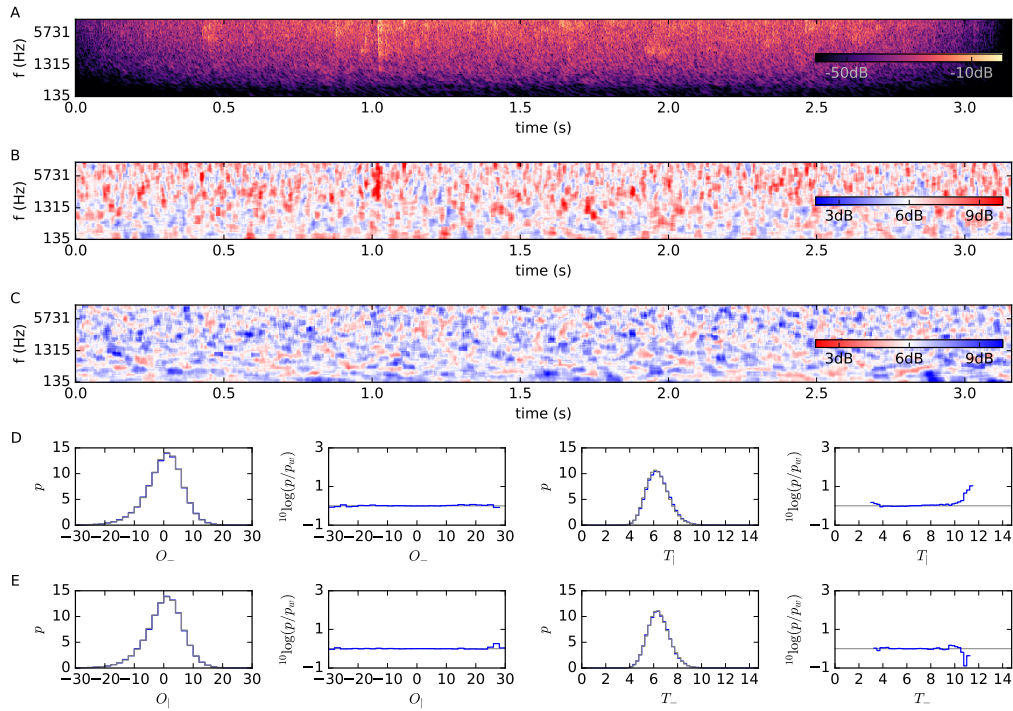 A
f (Hz)
5731
1315
135
-50dB
-10dB
0.0 0.5 1.0 1.5 2.0 2.5 3.0
time (s)
B
f (Hz)
5731
1315
135
3dB 6dB 9dB
0.0 0.5 1.0 1.5 2.0 2.5 3.0
time (s)
C
f (Hz)
5731
1315
135
3dB 6dB 9dB
0.0 0.5 1.0 1.5 2.0 2.5 3.0
time (s)
D
p
15
10
5
0
−30 −20 −10 0 10 20 30
O_
10log(p/p_w)
3
1
−1
−30 −20 −10 0 10 20 30
O_
p
15
10
5
0
0 2 4 6 8 10 12 14
T|
10log(p/p_w)
3
1
−1
0 2 4 6 8 10 12 14
T|
E
p
15
10
5
0
−30 −20 −10 0 10 20 30
O|
10log(p/p_w)
3
1
−1
−30 −20 −10 0 10 20 30
O|
p
15
10
5
0
0 2 4 6 8 10 12 14
T_
10log(p/p_w)
3
1
−1
0 2 4 6 8 10 12 14
T_